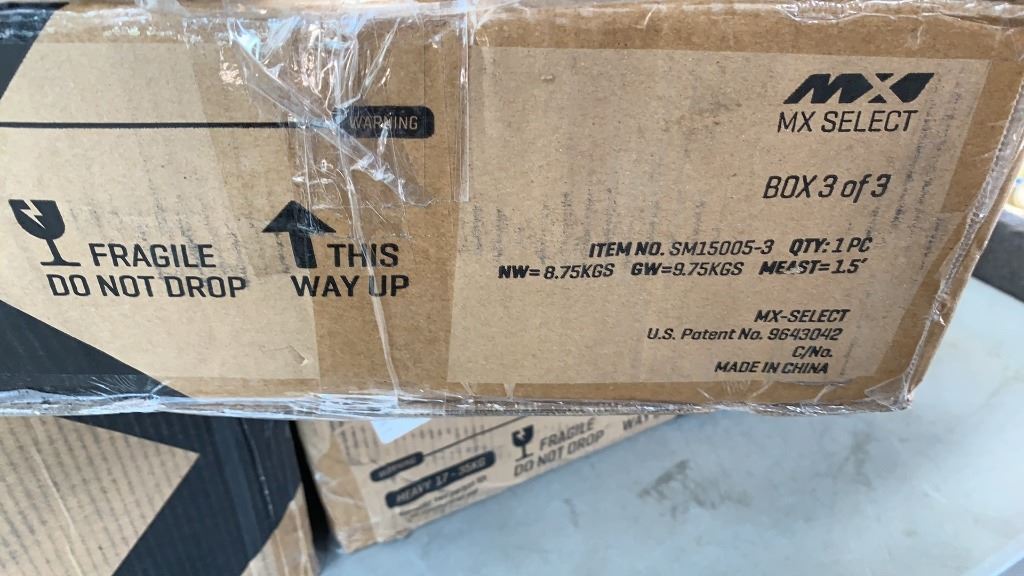 WARNING
MX
MX SELECT
BOX 3 of 3
FRAGILE
DO NOT DROP
THIS
WAY UP
ITEM NO. SM15005-3 QTY: 1 PC
NW= 8.75KGS GW=9.75KGS MEAST= 1.5'
MX-SELECT
U.S. Patent No. 9643042
C/No.
MADE IN CHINA
FRAGILE
DO NOT DROP
WAY
HEAVY 17 - 35KG